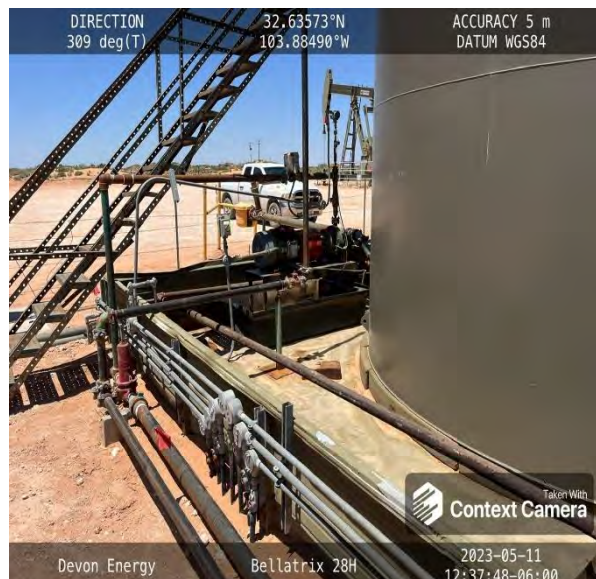 DIRECTION
309 deg(T)
32.63573°N
103.88490°W
ACCURACY 5 m
DATUM WGS84
Taken With
Context Camera
Devon Energy
Bellatrix 28H
2023-05-11
12:37:48-06:00